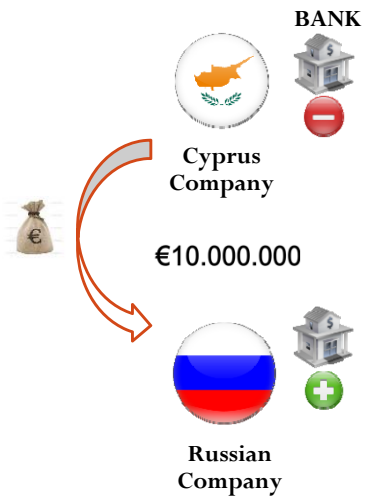 BANK
$
Cyprus
Company
€
€10.000.000
$
Russian
Company